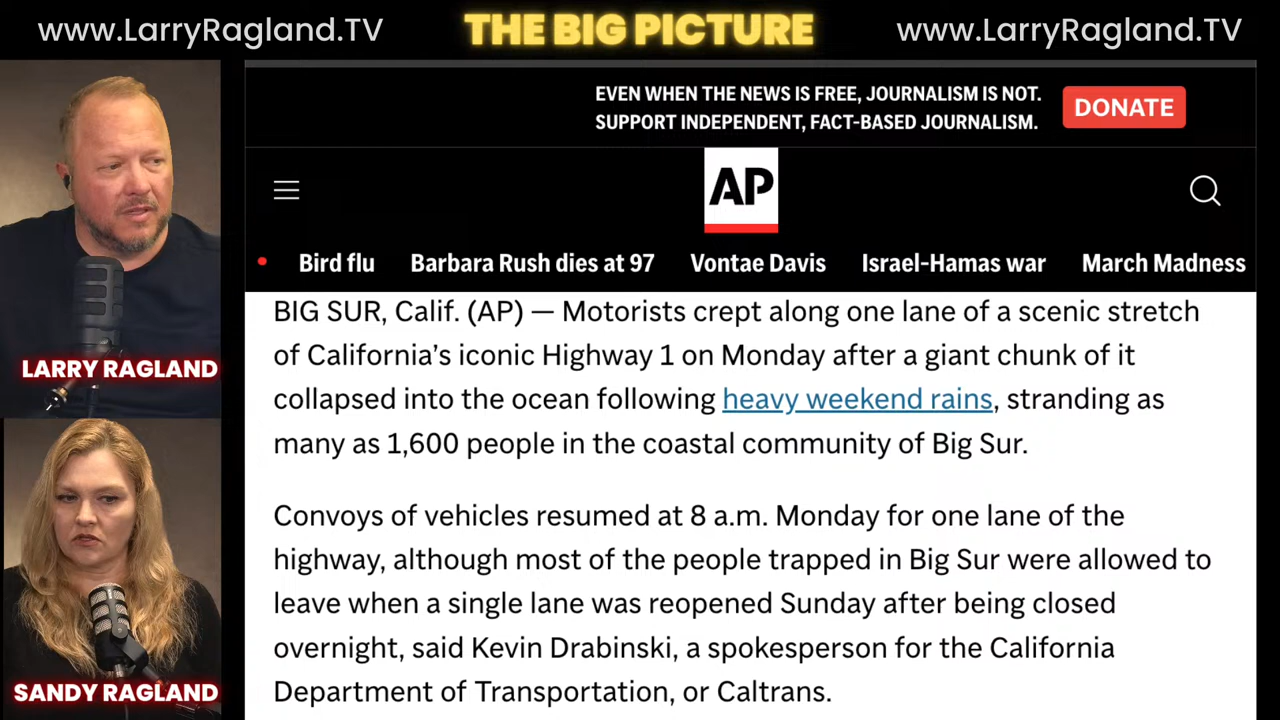 www.LarryRagland.TV
THE BIG PICTURE
www.LarryRagland.TV
EVEN WHEN THE NEWS IS FREE, JOURNALISM IS NOT.
SUPPORT INDEPENDENT, FACT-BASED JOURNALISM.
DONATE
AP
Bird flu
Barbara Rush dies at 97
Vontae Davis
Israel-Hamas war
March Madness
BIG SUR, Calif. (AP) — Motorists crept along one lane of a scenic stretch
of California’s iconic Highway 1 on Monday after a giant chunk of it
collapsed into the ocean following heavy weekend rains, stranding as
many as 1,600 people in the coastal community of Big Sur.
Convoys of vehicles resumed at 8 a.m. Monday for one lane of the
highway, although most of the people trapped in Big Sur were allowed to
leave when a single lane was reopened Sunday after being closed
overnight, said Kevin Drabinski, a spokesperson for the California
Department of Transportation, or Caltrans.
LARRY RAGLAND
SANDY RAGLAND